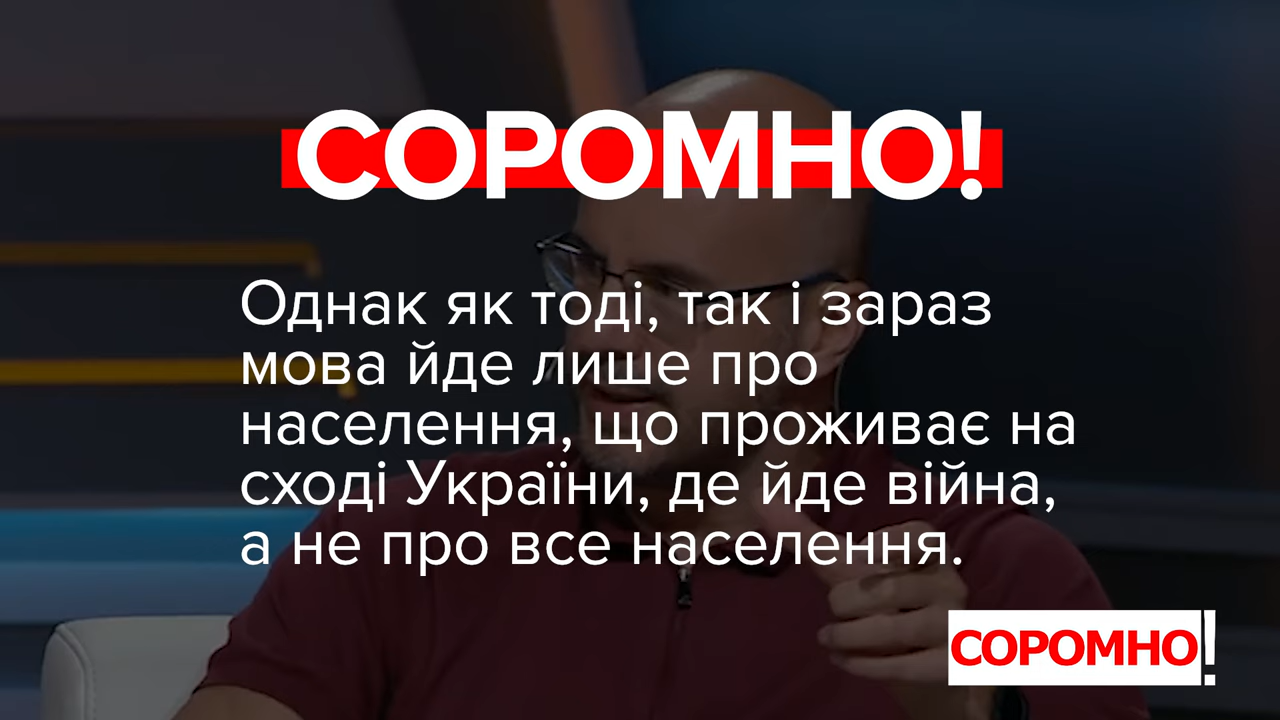 СОРОМНО!
Однак як тоді, так і зараз
мова йде лише про
населення, що проживає на
сході України, де йде війна,
а не про все населення.
СОРОМНО!